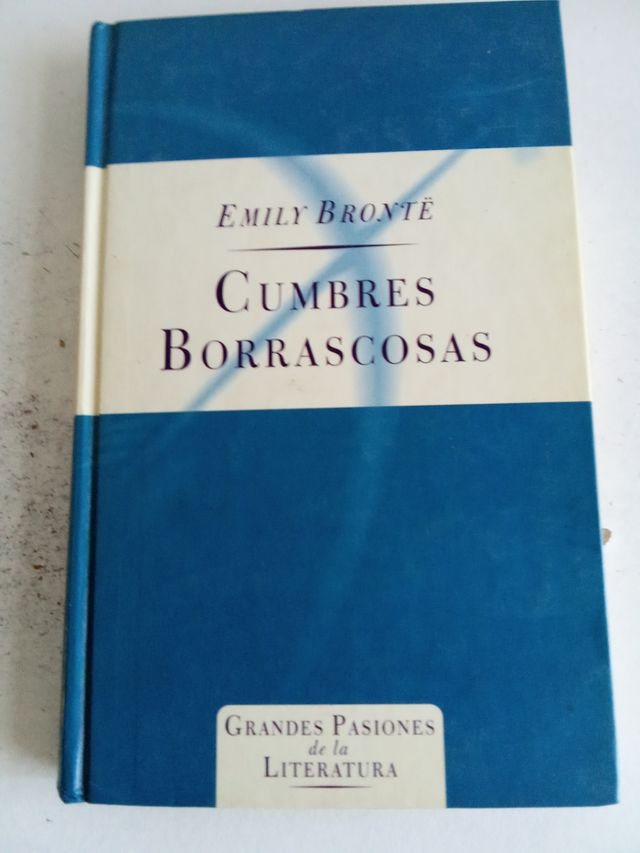 EMILY BRONTË
CUMBRES
BORRASCOSAS
GRANDES PASIONES
de la
LITERATURA